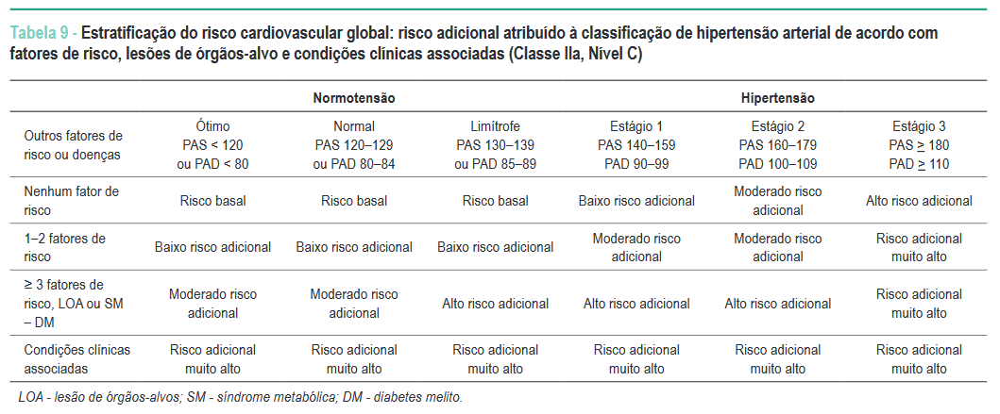 Tabela 9 - Estratificação do risco cardiovascular global: risco adicional atribuído à classificação de hipertensão arterial de acordo com
fatores de risco, lesões de órgãos-alvo e condições clínicas associadas (Classe IIa, Nível C)
Normotensão Hipertensão
Outros fatores de
risco ou doenças
Ótimo
PAS < 120
ou PAD < 80
Normal
PAS 120–129
ou PAD 80–84
Limítrofe
PAS 130–139
ou PAD 85–89
Estágio 1
PAS 140–159
PAD 90–99
Estágio 2
PAS 160–179
PAD 100–109
Estágio 3
PAS ≥ 180
PAD ≥ 110
Nenhum fator de
risco
Risco basal
Risco basal
Risco basal
Baixo risco adicional
Moderado risco
adicional
Alto risco adicional
1–2 fatores de
risco
Baixo risco adicional
Baixo risco adicional
Baixo risco adicional
Moderado risco
adicional
Moderado risco
adicional
Risco adicional
muito alto
≥ 3 fatores de
risco, LOA ou SM
– DM
Moderado risco
adicional
Moderado risco
adicional
Alto risco adicional
Alto risco adicional
Alto risco adicional
Risco adicional
muito alto
Condições clínicas
associadas
Risco adicional
muito alto
Risco adicional
muito alto
Risco adicional
muito alto
Risco adicional
muito alto
Risco adicional
muito alto
Risco adicional
muito alto
LOA - lesão de órgãos-alvos; SM - síndrome metabólica; DM - diabetes melito.